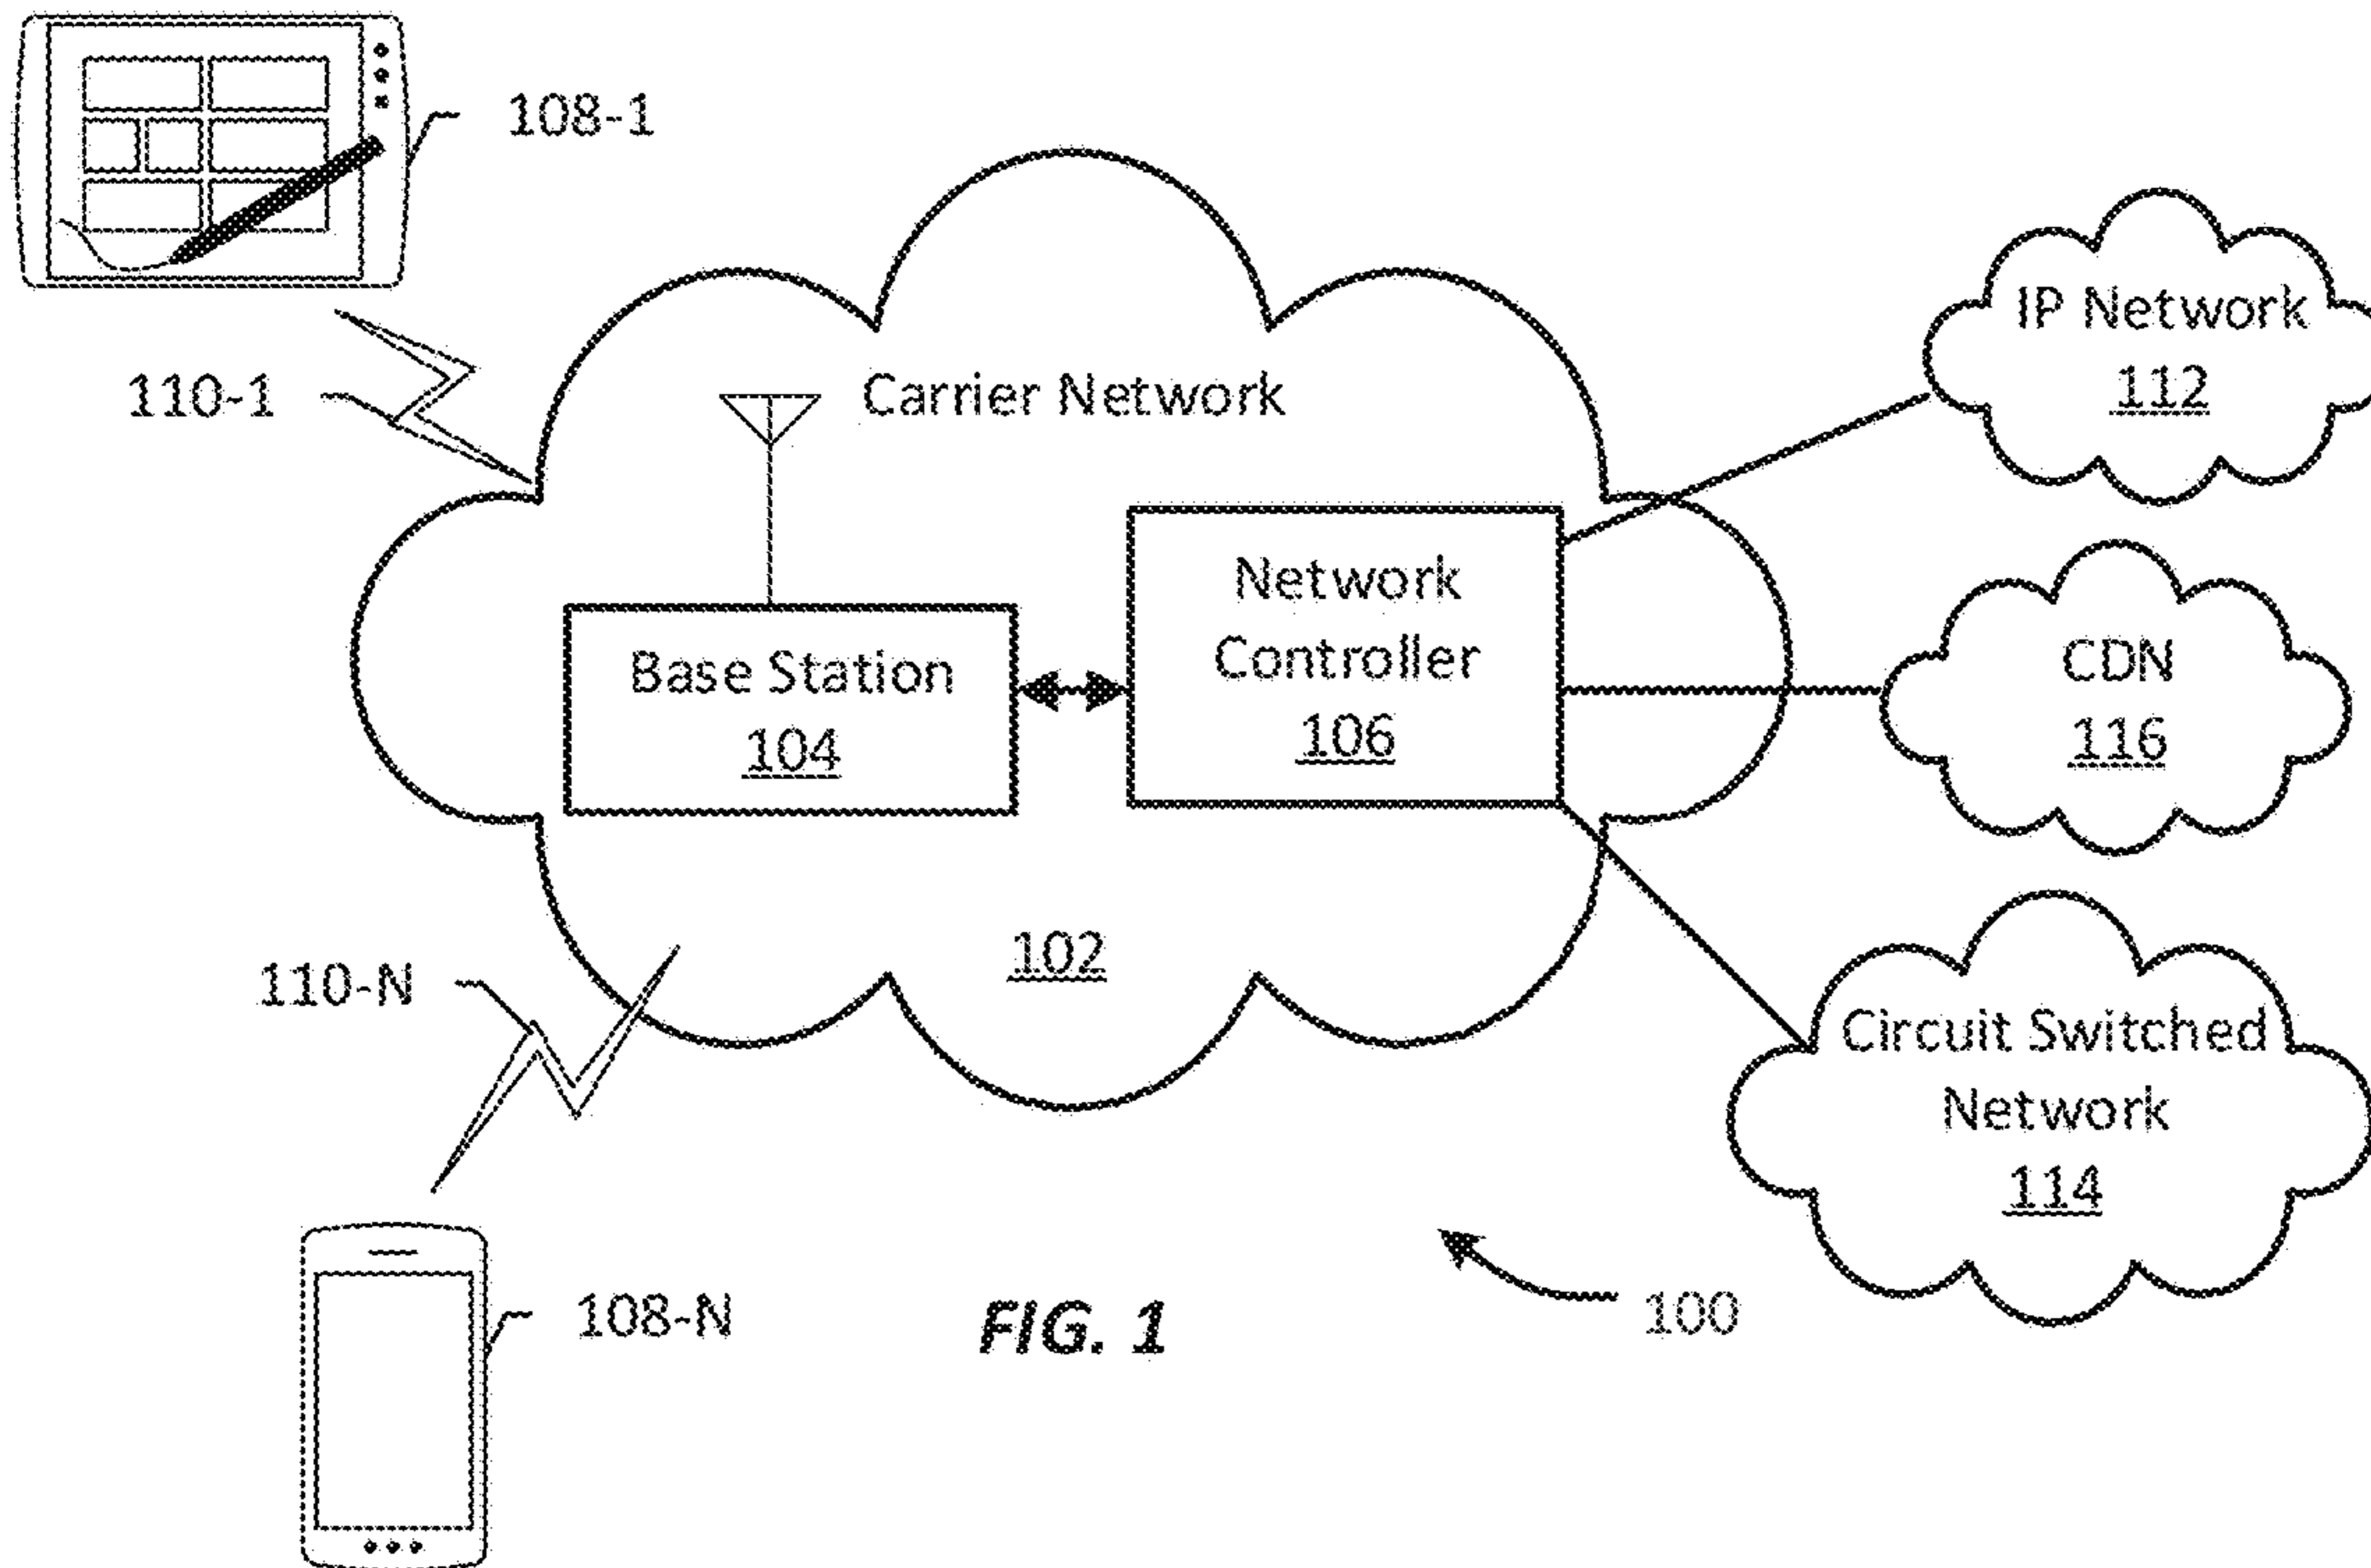 108-1
110-1
Carrier Network
IP Network
112
Network
Controller
106
Base Station
104
CDN
116
102
110-N
Circuit Switched
Network
114
108-N
FIG. 1
100